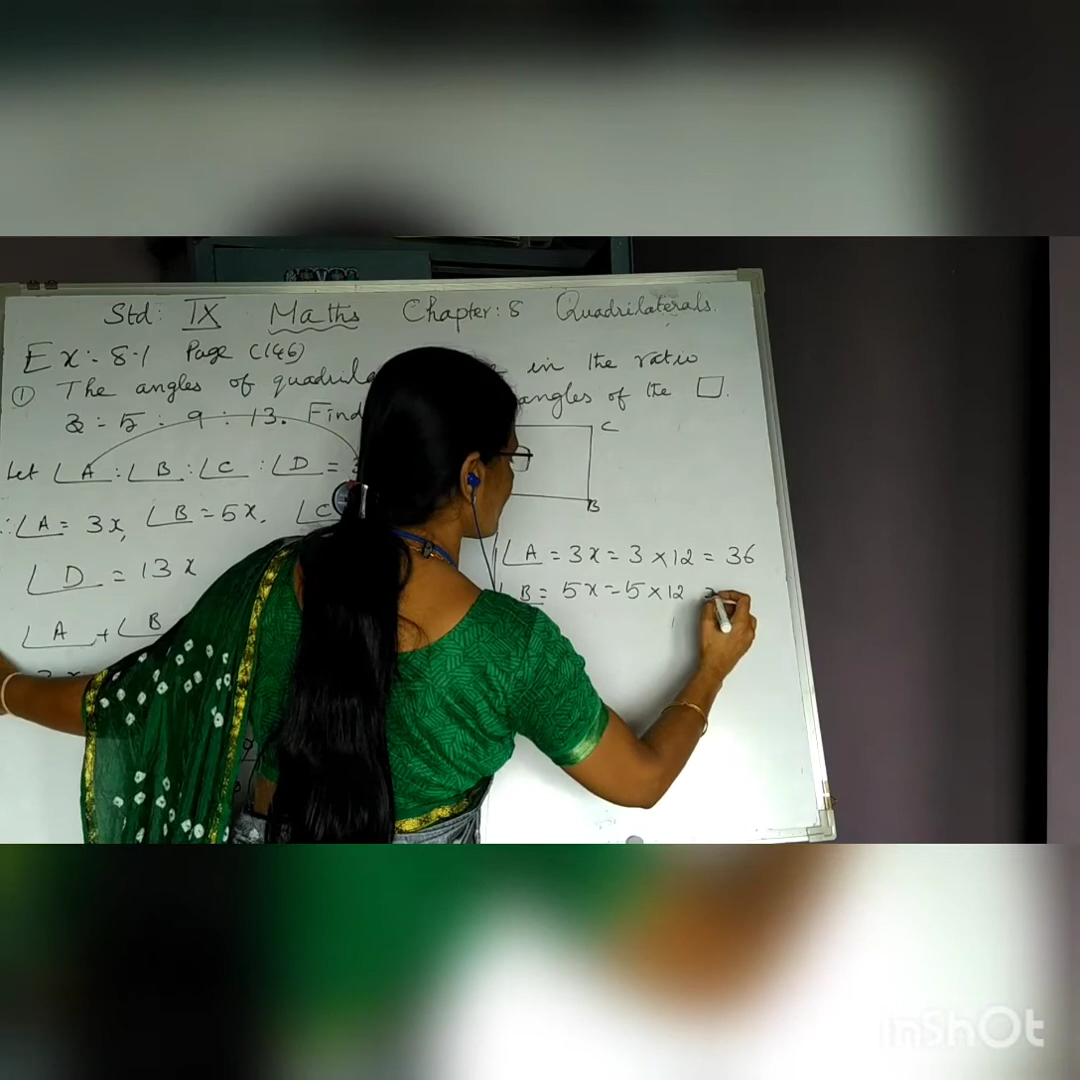 Std: IX Maths Chapter: 8 Quadrilaterals.
Ex:- 8.1 Page (146)
① The angles of in the ratio
3 : 5 : 9 : 13. Find angles of the □.
C
B
Let ∠A : ∠B : ∠C : ∠D =
∴ ∠A = 3x, ∠B = 5x, ∠C
∠D = 13x
∠A + ∠B
∠A = 3x = 3 × 12 = 36
B = 5x = 5 × 12
InShOt